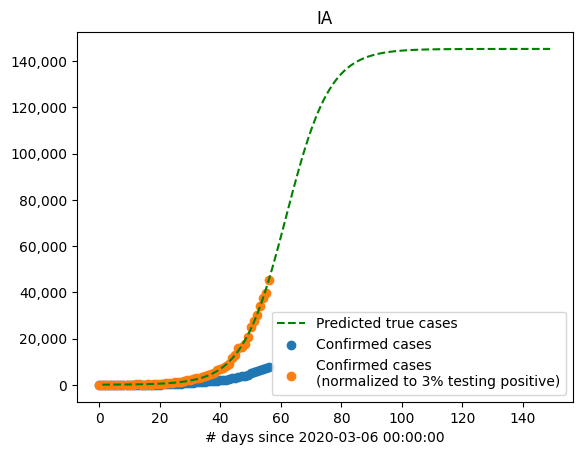 IA
140,000
120,000
100,000
80,000
60,000
40,000
20,000
0
Predicted true cases
Confirmed cases
Confirmed cases
(normalized to 3% testing positive)
0 20 40 60 80 100 120 140
# days since 2020-03-06 00:00:00